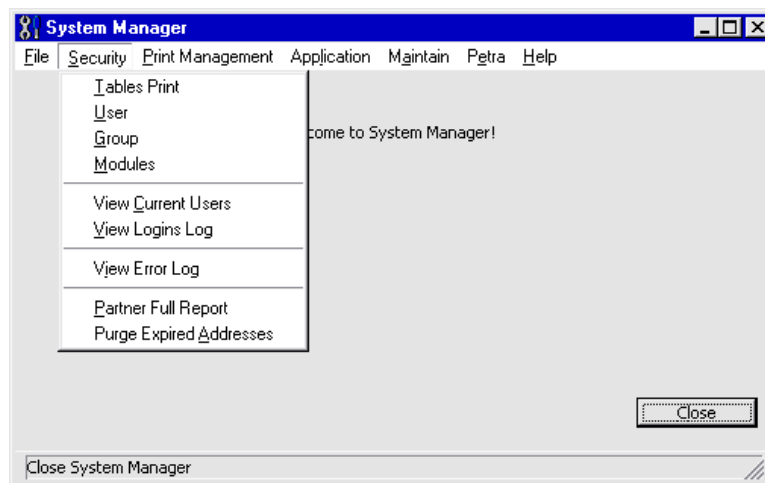 System Manager
File Security Print Management Application Maintain Petra Help
Tables Print
User
Group
come to System Manager!
Modules
View Current Users
View Logins Log
View Error Log
Partner Full Report
Purge Expired Addresses
Close
Close System Manager